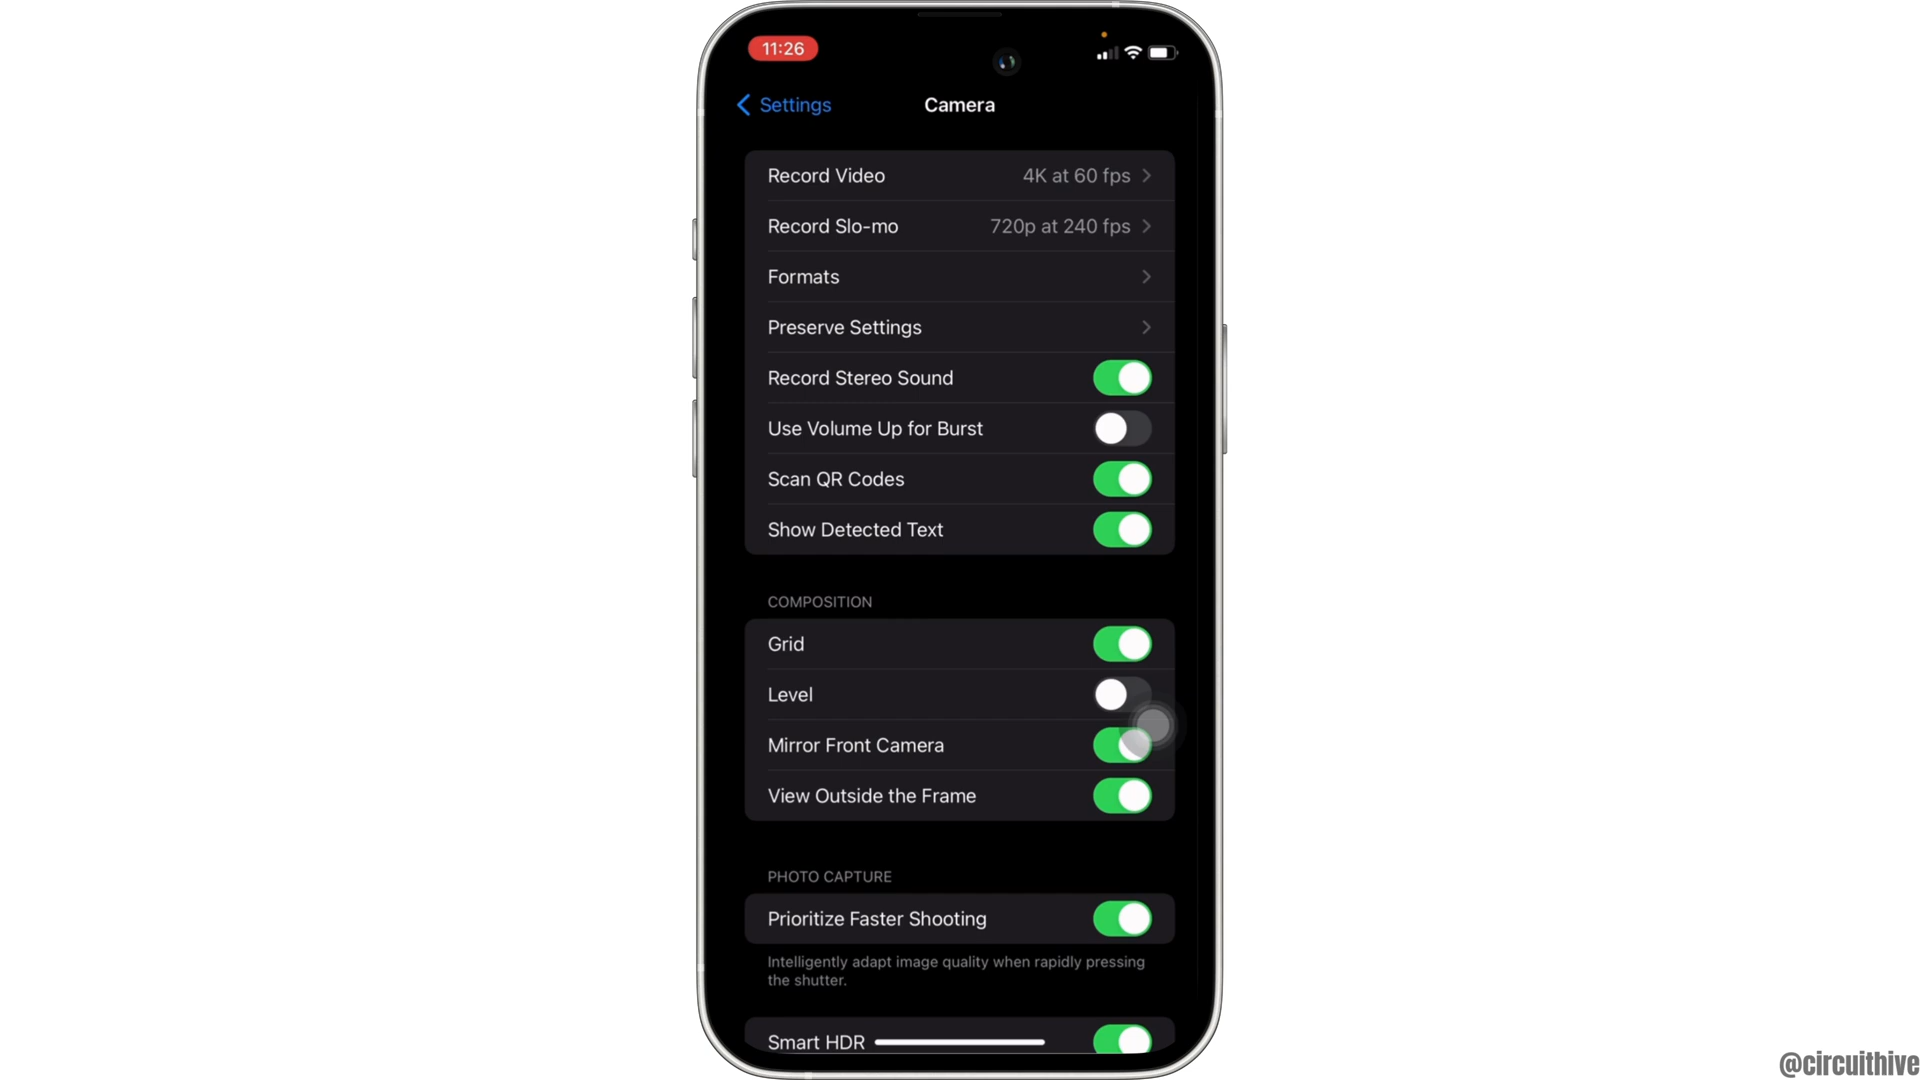 11:26
Settings
Camera
Record Video 4K at 60 fps
Record Slo-mo 720p at 240 fps
Formats
Preserve Settings
Record Stereo Sound
Use Volume Up for Burst
Scan QR Codes
Show Detected Text
COMPOSITION
Grid
Level
Mirror Front Camera
View Outside the Frame
PHOTO CAPTURE
Prioritize Faster Shooting
Intelligently adapt image quality when rapidly pressing
the shutter.
Smart HDR
@circuithive